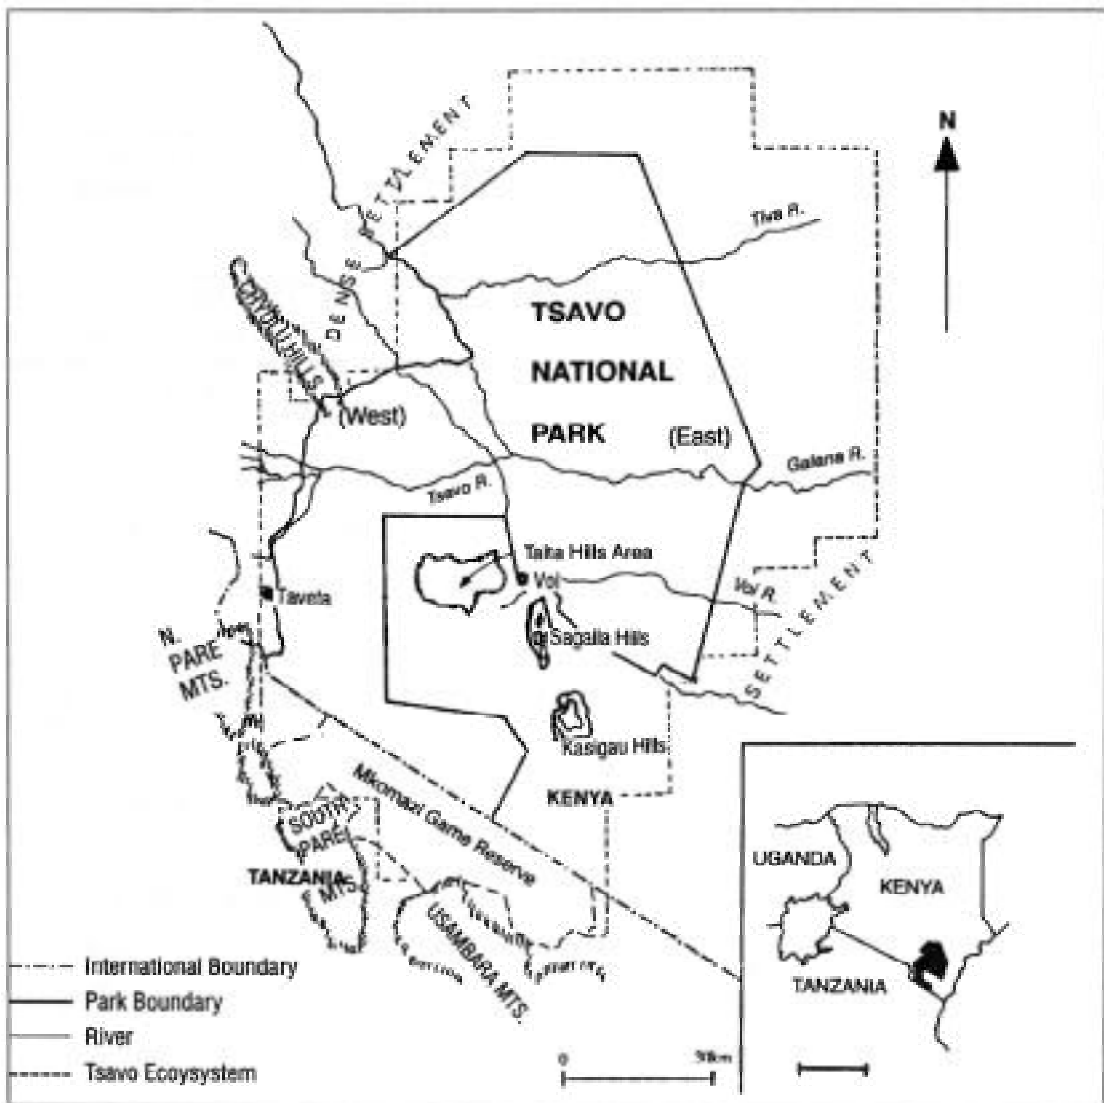 N
DENSE SETTLEMENT
Tiva R.
CHYULU HILLS
TSAVO
NATIONAL
PARK
(East)
(West)
Galana R.
Tsavo R.
Taita Hills Area
Voi
Voi R.
Taveta
Sagalla Hills
SETTLEMENT
N.
PARE
MTS.
Kasigau Hills
KENYA
Mkomazi Game Reserve
SOUTH
PARE
MTS.
TANZANIA
USAMBARA MTS.
UGANDA
KENYA
TANZANIA
International Boundary
Park Boundary
River
Tsavo Ecoysystem
0